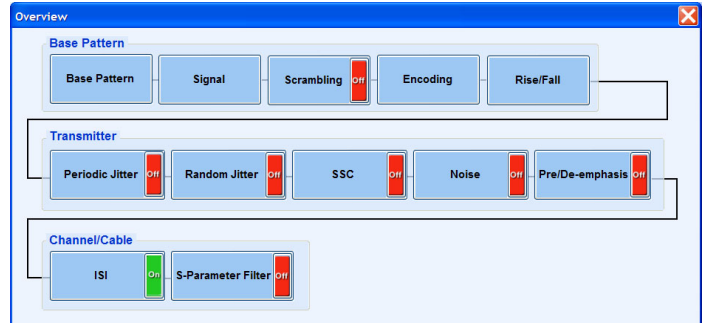 Overview
Base Pattern
Base Pattern Signal Scrambling Off Encoding Rise/Fall
Transmitter
Periodic Jitter Off Random Jitter Off SSC Off Noise Off Pre/De-emphasis Off
Channel/Cable
ISI On S-Parameter Filter Off